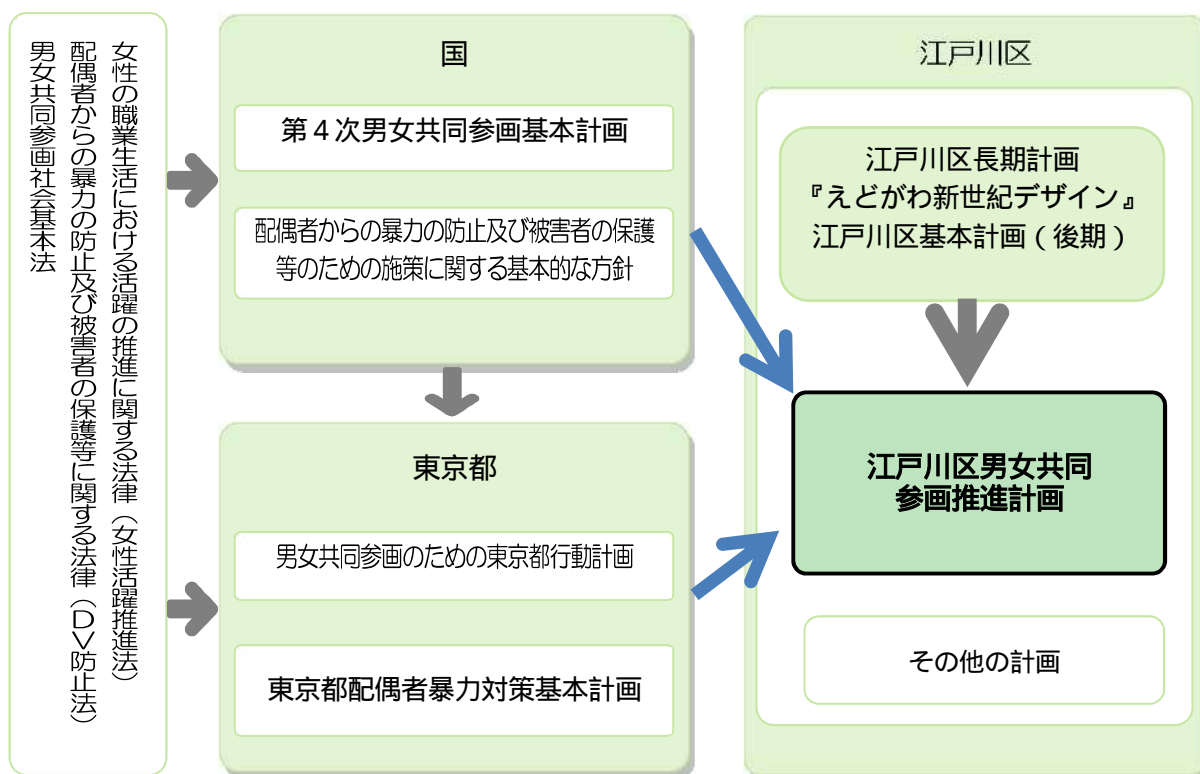 女性の職業生活における活躍の推進に関する法律（女性活躍推進法）
配偶者からの暴力の防止及び被害者の保護等に関する法律（ＤＶ防止法）
男女共同参画社会基本法
国
第４次男女共同参画基本計画
配偶者からの暴力の防止及び被害者の保護
等のための施策に関する基本的な方針
東京都
男女共同参画のための東京都行動計画
東京都配偶者暴力対策基本計画
江戸川区
江戸川区長期計画
『えどがわ新世紀デザイン』
江戸川区基本計画（後期）
江戸川区男女共同
参画推進計画
その他の計画